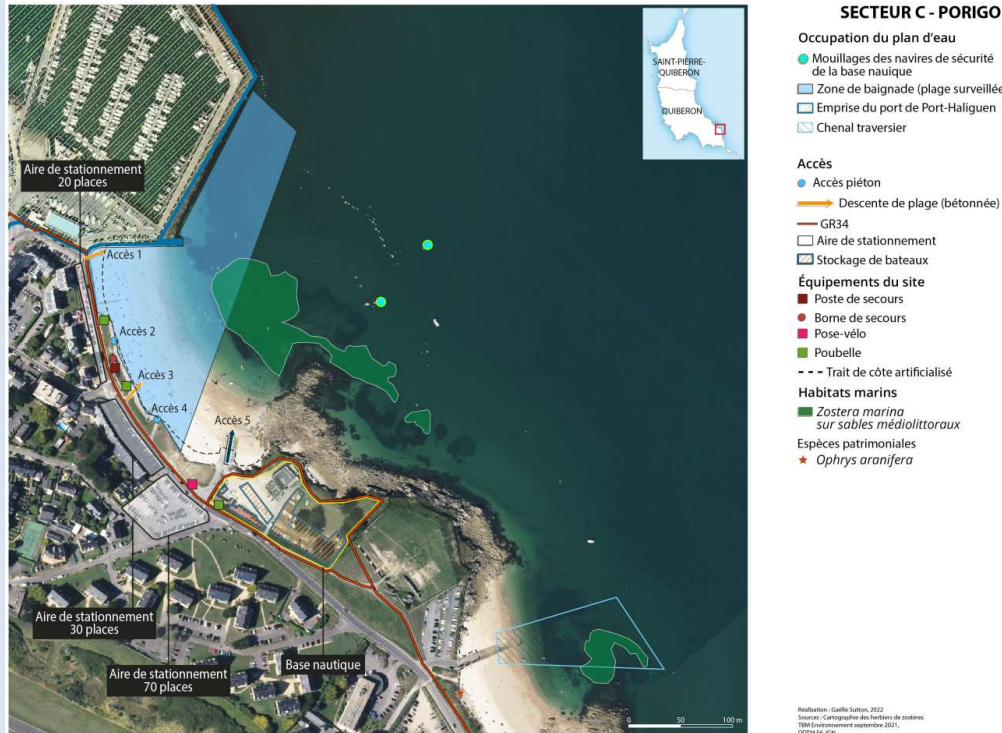 SECTEUR C - PORIGO
Occupation du plan d'eau
Mouillages des navires de sécurité
de la base nauique
Zone de baignade (plage surveillée
Emprise du port de Port-Haliguen
Chenal traversier
Accès
Accès piéton
Descente de plage (bétonnée)
GR34
Aire de stationnement
Stockage de bateaux
Équipements du site
Poste de secours
Borne de secours
Pose-vélo
Poubelle
Trait de côte artificialisé
Habitats marins
Zostera marina
sur sables médiolittoraux
Espèces patrimoniales
Ophrys aranifera
SAINT-PIERRE-
QUIBERON
QUIBERON
Aire de stationnement
20 places
Accès 1
Accès 2
Accès 3
Accès 4
Accès 5
Aire de stationnement
30 places
Aire de stationnement
70 places
Base nautique
0 50 100 m
Réalisation : Gaëlle Sutton, 2022
Sources : Cartographie des herbiers de zostères
TBM Environnement septembre 2021,
DDTM 56, IGN